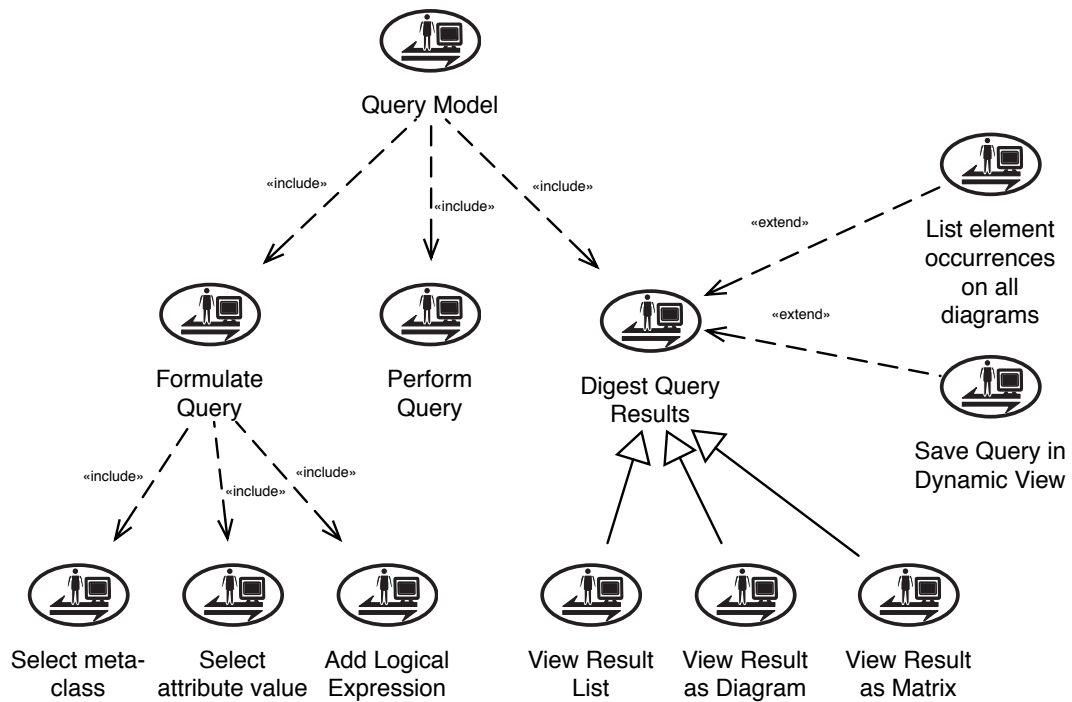 Query Model
«include»
«include»
«include»
«extend»
List element
occurrences
on all
diagrams
«extend»
Formulate
Query
Perform
Query
Digest Query
Results
Save Query in
Dynamic View
«include»
«include»
«include»
Select meta-
class
Select
attribute value
Add Logical
Expression
View Result
List
View Result
as Diagram
View Result
as Matrix